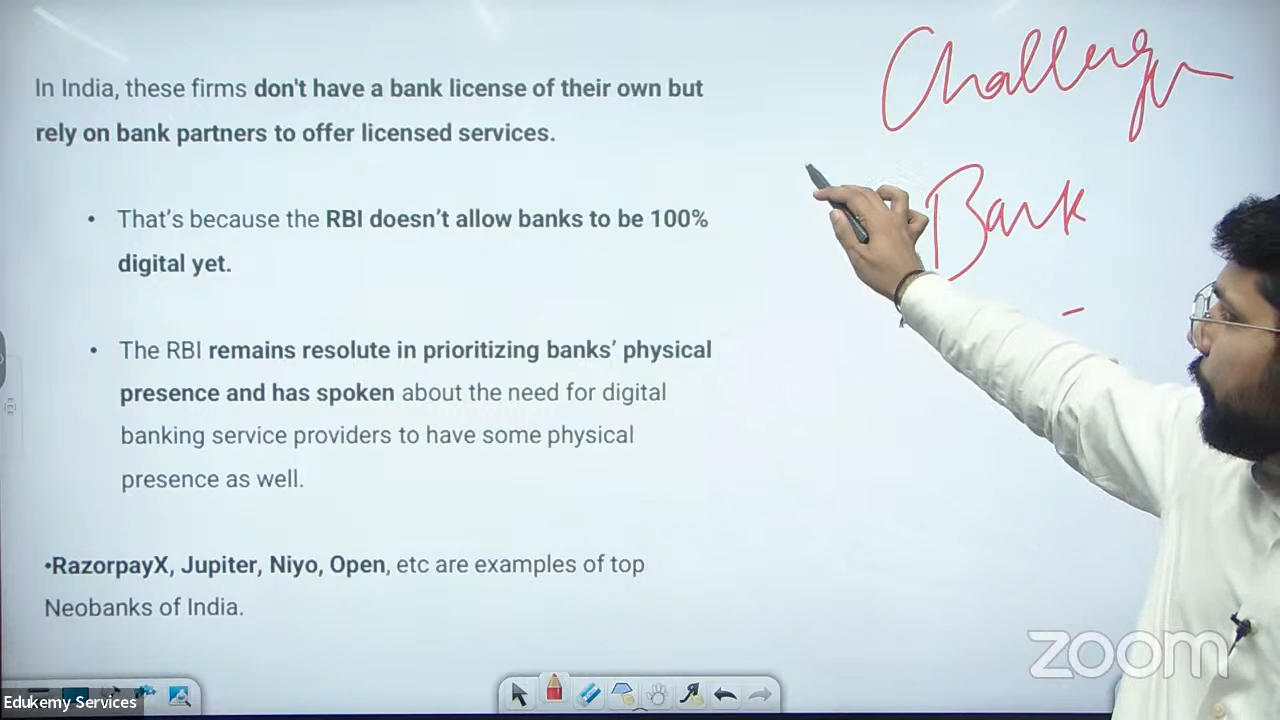 In India, these firms don't have a bank license of their own but
rely on bank partners to offer licensed services.
• That's because the RBI doesn't allow banks to be 100%
digital yet.
• The RBI remains resolute in prioritizing banks' physical
presence and has spoken about the need for digital
banking service providers to have some physical
presence as well.
•RazorpayX, Jupiter, Niyo, Open, etc are examples of top
Neobanks of India.
Bank
zoom
Edukemy Services